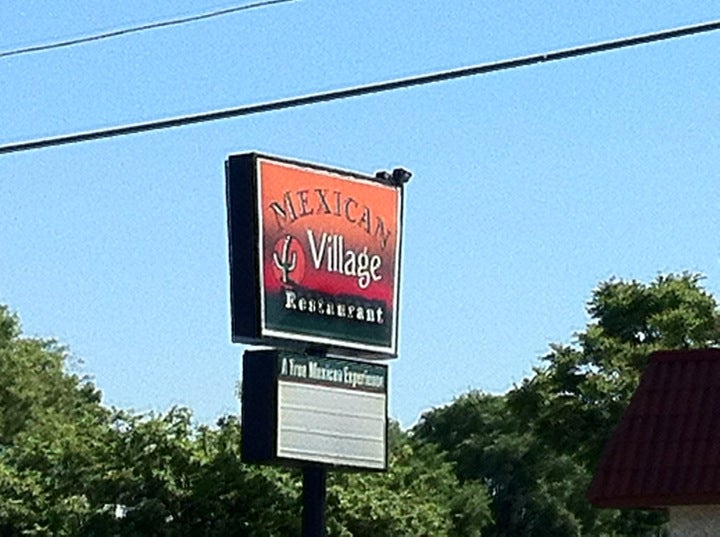 MEXICAN
Village
Restaurant
A True Mexican Experience